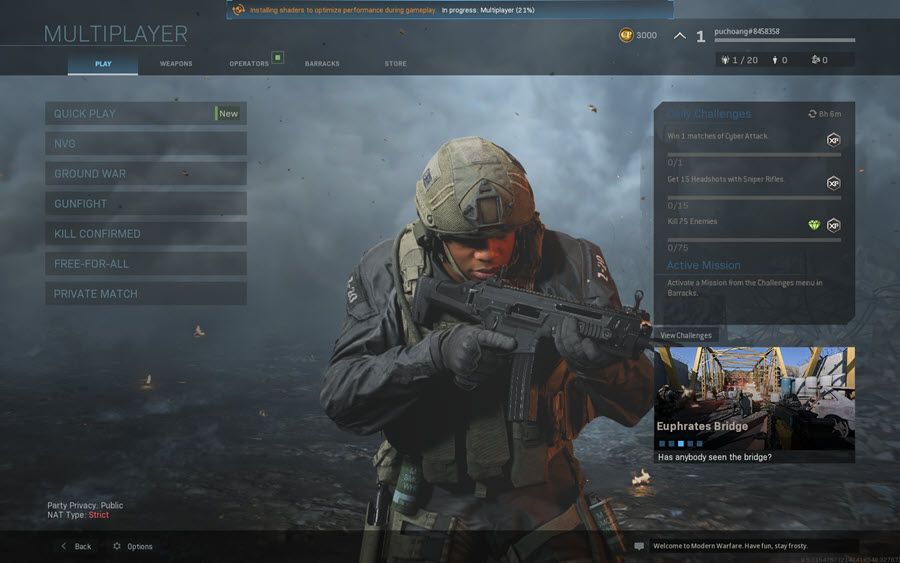 Installing shaders to optimize performance during gameplay. In progress: Multiplayer (21%)
MULTIPLAYER
3000
1
puchoang#8458358
PLAY
WEAPONS
OPERATORS
BARRACKS
STORE
1 / 20
0
0
QUICK PLAY
New
NVG
GROUND WAR
GUNFIGHT
KILL CONFIRMED
FREE-FOR-ALL
PRIVATE MATCH
Daily Challenges
8h 6m
Win 1 matches of Cyber Attack.
XP
0/1
Get 15 Headshots with Sniper Rifles.
XP
0/15
Kill 75 Enemies
XP
0/75
Active Mission
Activate a Mission from the Challenges menu in
Barracks.
View Challenges
Euphrates Bridge
Has anybody seen the bridge?
Party Privacy: Public
NAT Type: Strict
Back
Options
Welcome to Modern Warfare. Have fun, stay frosty.